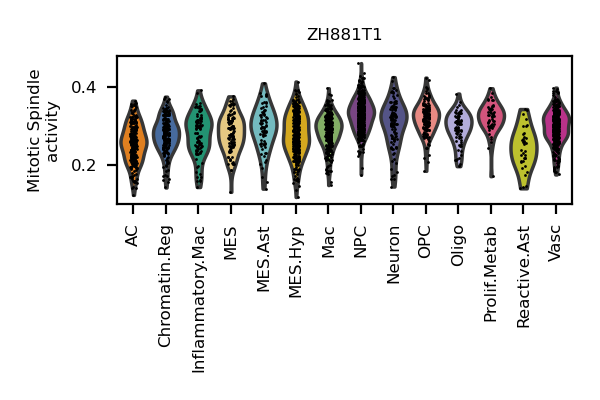 ZH881T1
Mitotic Spindle
activity
0.4
0.2
AC
Chromatin.Reg
Inflammatory.Mac
MES
MES.Ast
MES.Hyp
Mac
NPC
Neuron
OPC
Oligo
Prolif.Metab
Reactive.Ast
Vasc